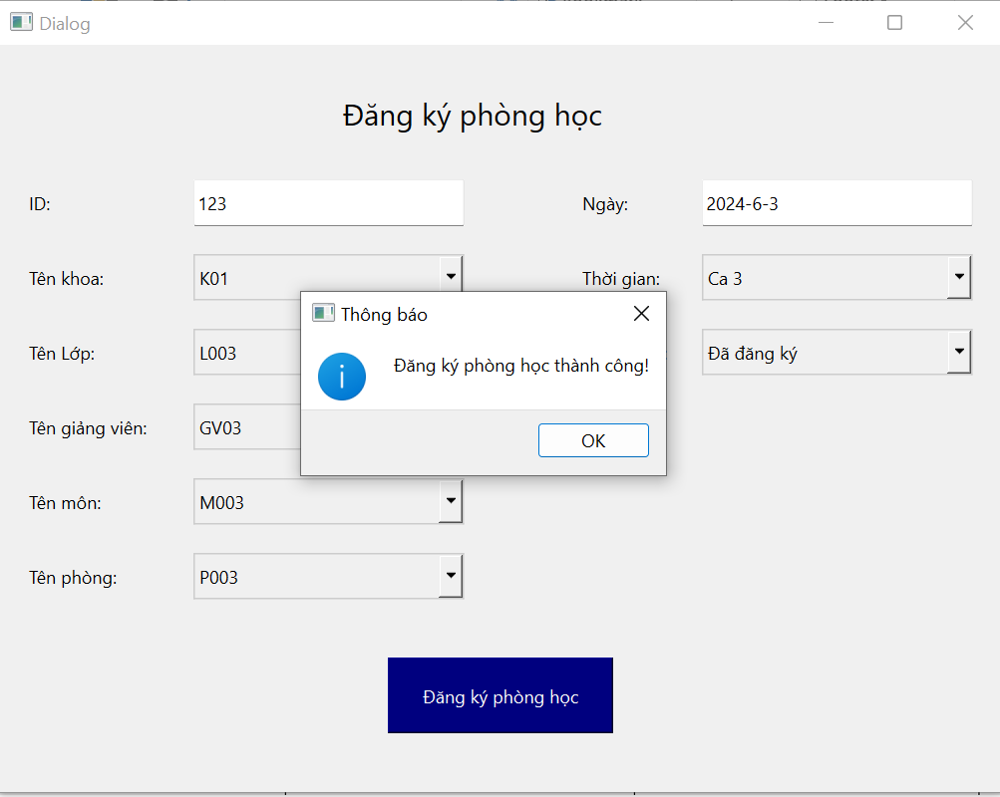 Dialog
Đăng ký phòng học
ID: 123 Ngày: 2024-6-3
Tên khoa: K01 Thời gian: Ca 3
Thông báo
Tên Lớp: L003 Đã đăng ký
Đăng ký phòng học thành công!
Tên giảng viên: GV03
OK
Tên môn: M003
Tên phòng: P003
Đăng ký phòng học